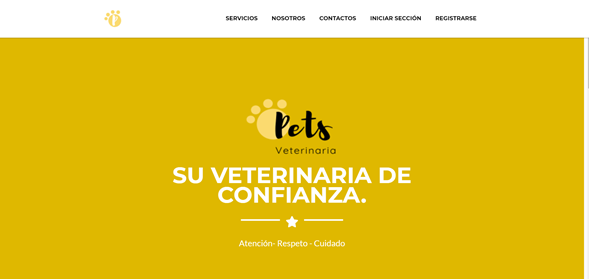 SERVICIOS NOSOTROS CONTACTOS INICIAR SECCIÓN REGISTRARSE
Pets
Veterinaria
SU VETERINARIA DE
CONFIANZA.
Atención- Respeto - Cuidado